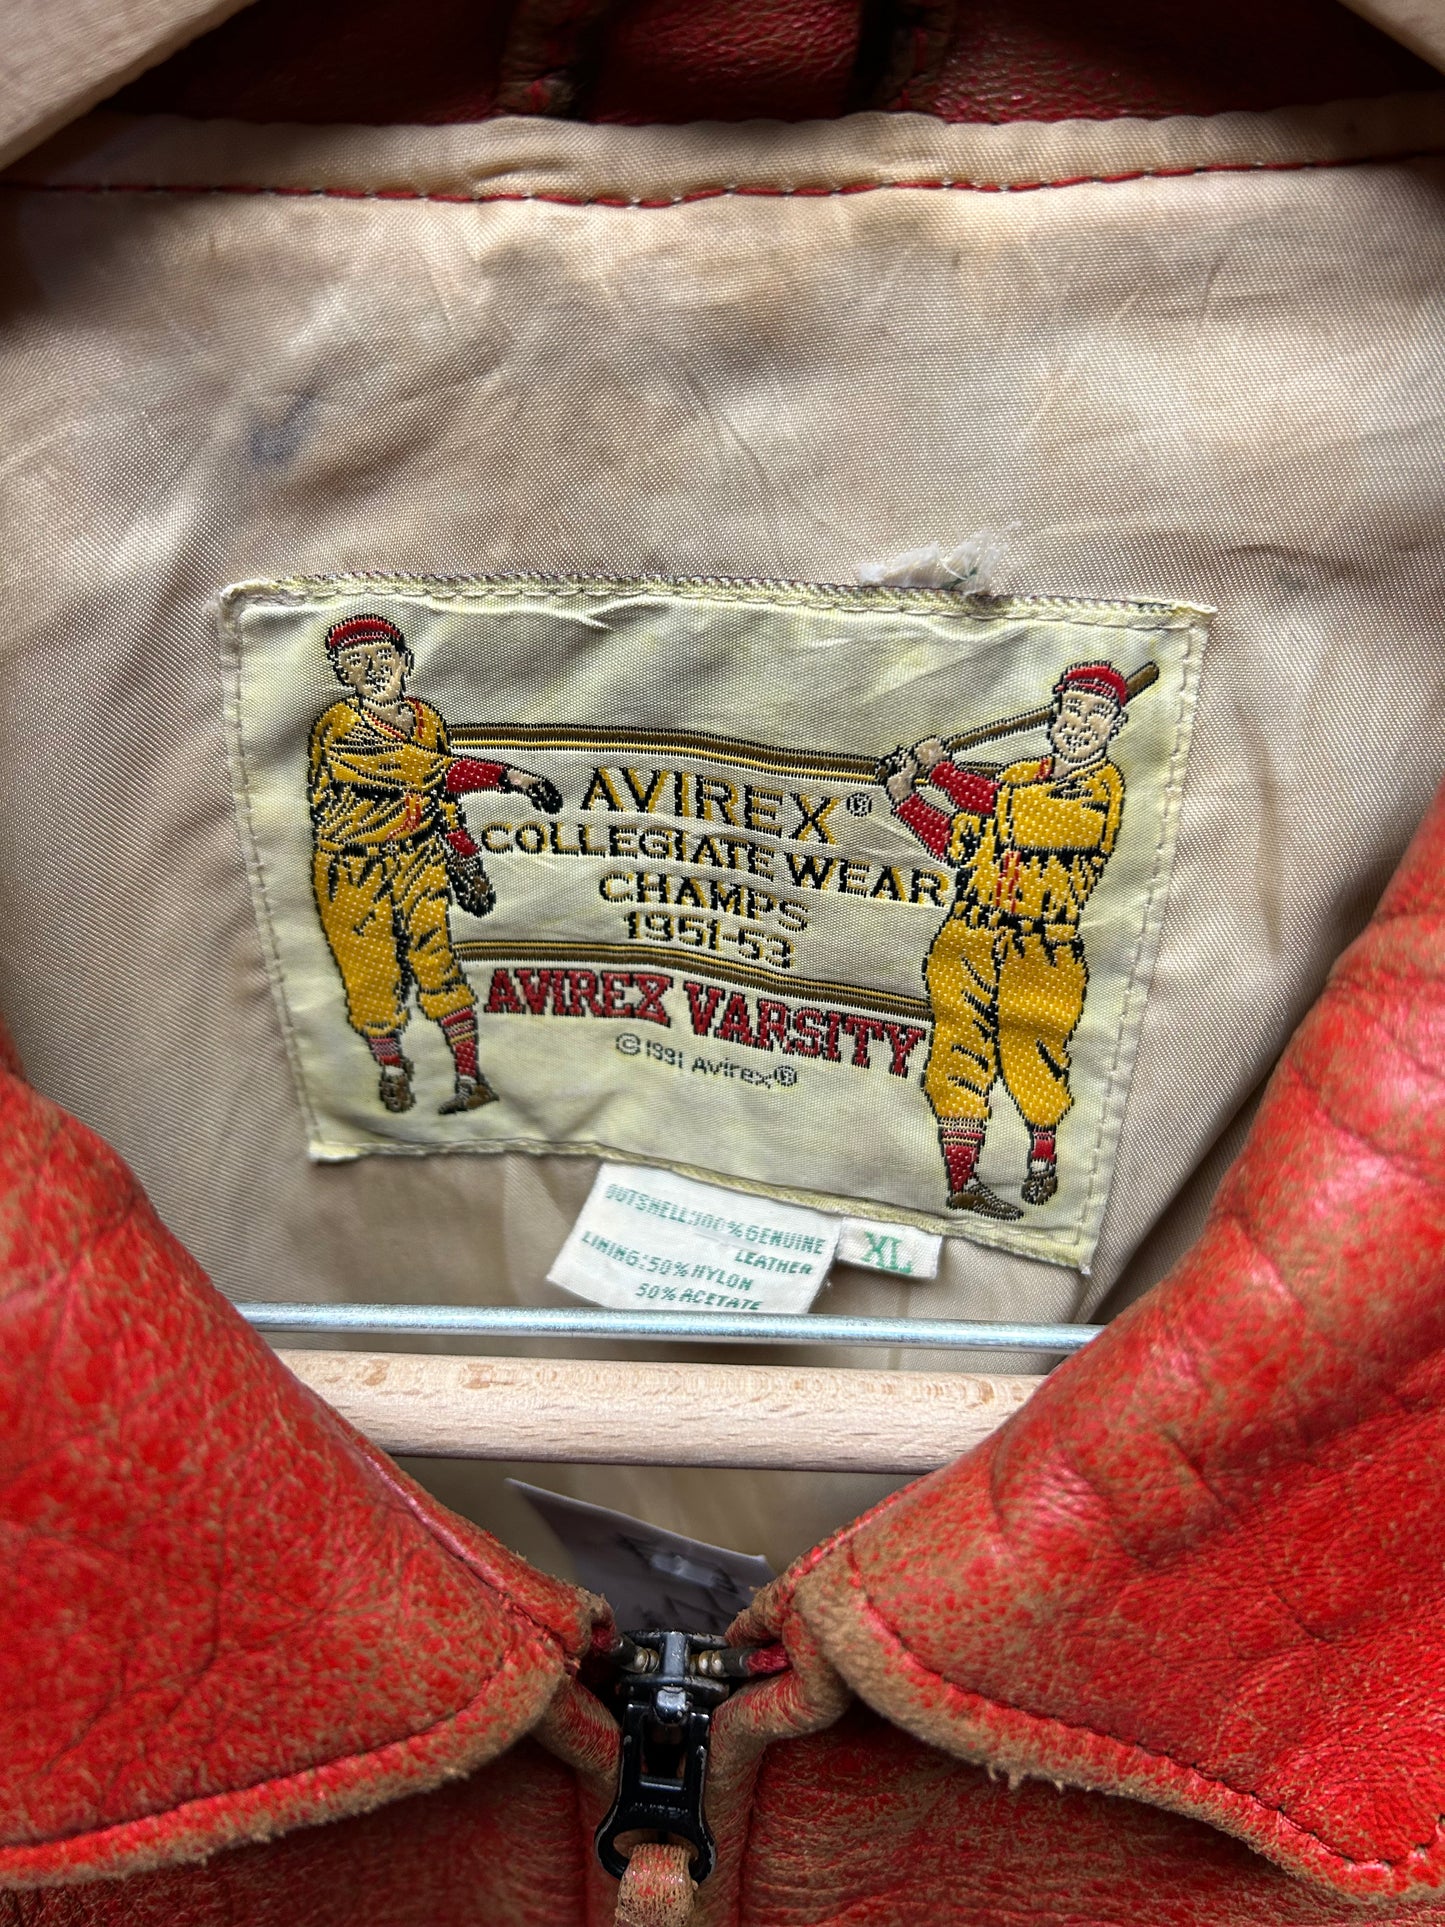 AVIREX®
COLLEGIATE WEAR
CHAMPS
1951-53
AVIREX VARSITY
©1991 Avirex®
OUTSHELL:100%GENUINE
LEATHER
LINING:50%NYLON
50%ACETATE
XL
AVIREX